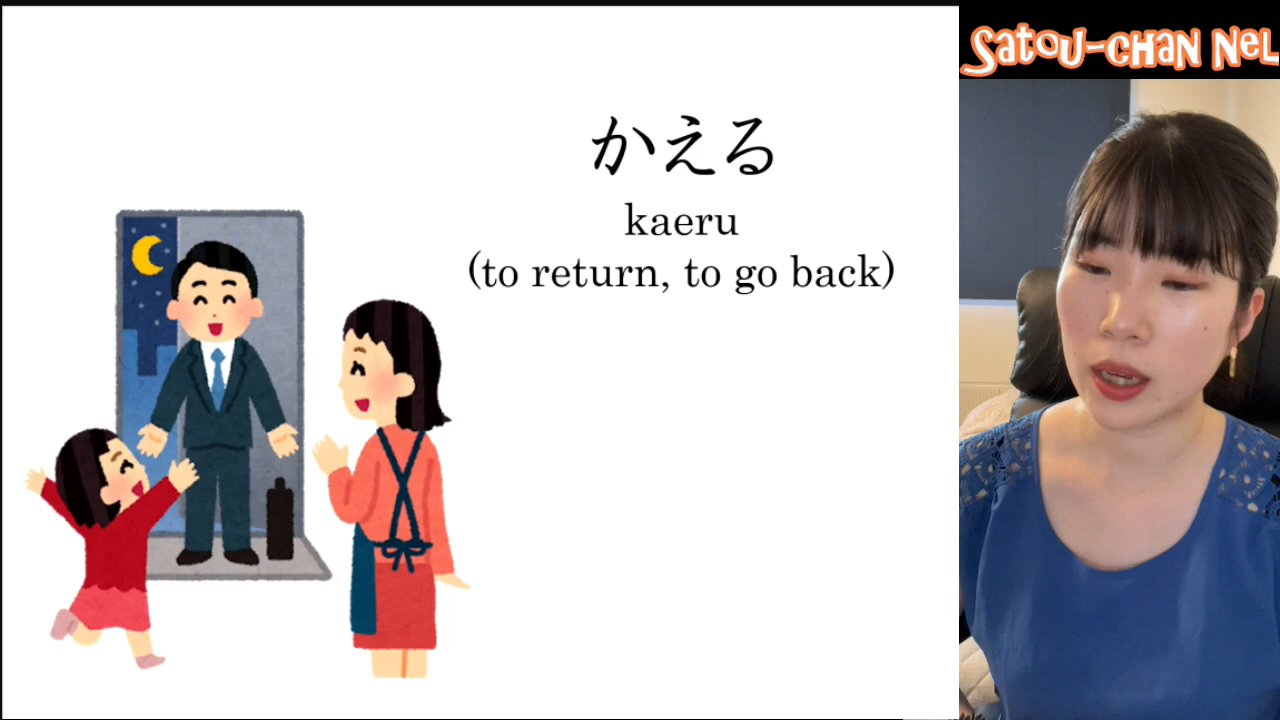 かえる
kaeru
(to return, to go back)
Satou-chan Nel